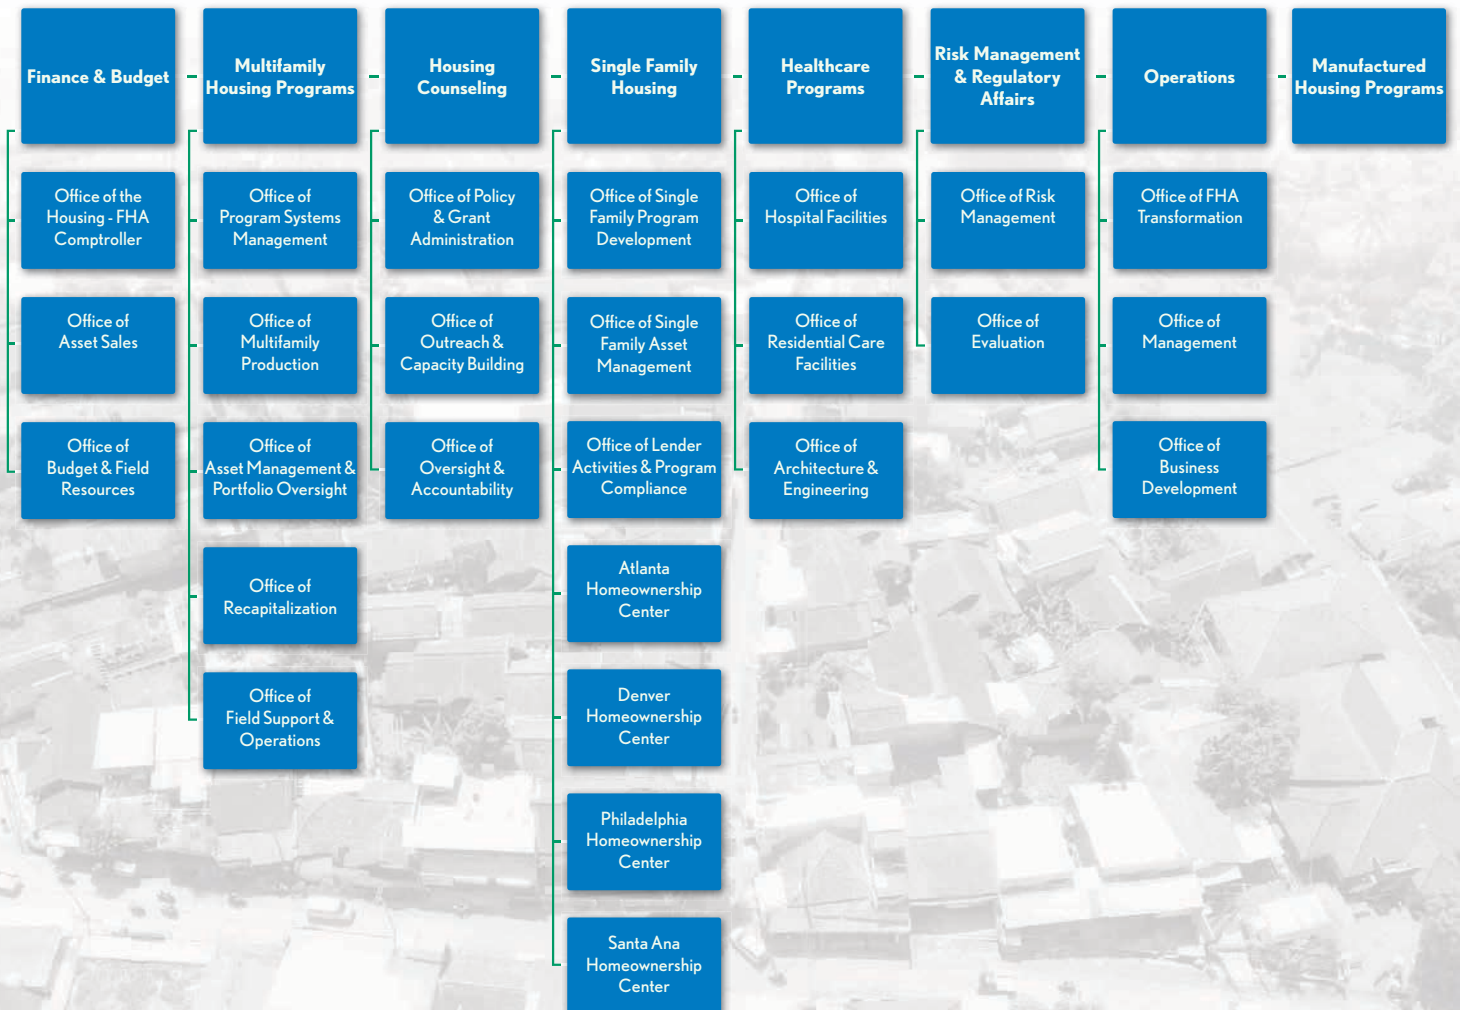 Finance & Budget
Multifamily
Housing Programs
Housing
Counseling
Single Family
Housing
Healthcare
Programs
Risk Management
& Regulatory
Affairs
Operations
Manufactured
Housing Programs
Office of the
Housing - FHA
Comptroller
Office of
Program Systems
Management
Office of Policy
& Grant
Administration
Office of Single
Family Program
Development
Office of
Hospital Facilities
Office of Risk
Management
Office of FHA
Transformation
Office of
Asset Sales
Office of
Multifamily
Production
Office of
Outreach &
Capacity Building
Office of Single
Family Asset
Management
Office of
Residential Care
Facilities
Office of
Evaluation
Office of
Management
Office of
Budget & Field
Resources
Office of
Asset Management &
Portfolio Oversight
Office of
Oversight &
Accountability
Office of Lender
Activities & Program
Compliance
Office of
Architecture &
Engineering
Office of
Business
Development
Office of
Recapitalization
Atlanta
Homeownership
Center
Office of
Field Support &
Operations
Denver
Homeownership
Center
Philadelphia
Homeownership
Center
Santa Ana
Homeownership
Center